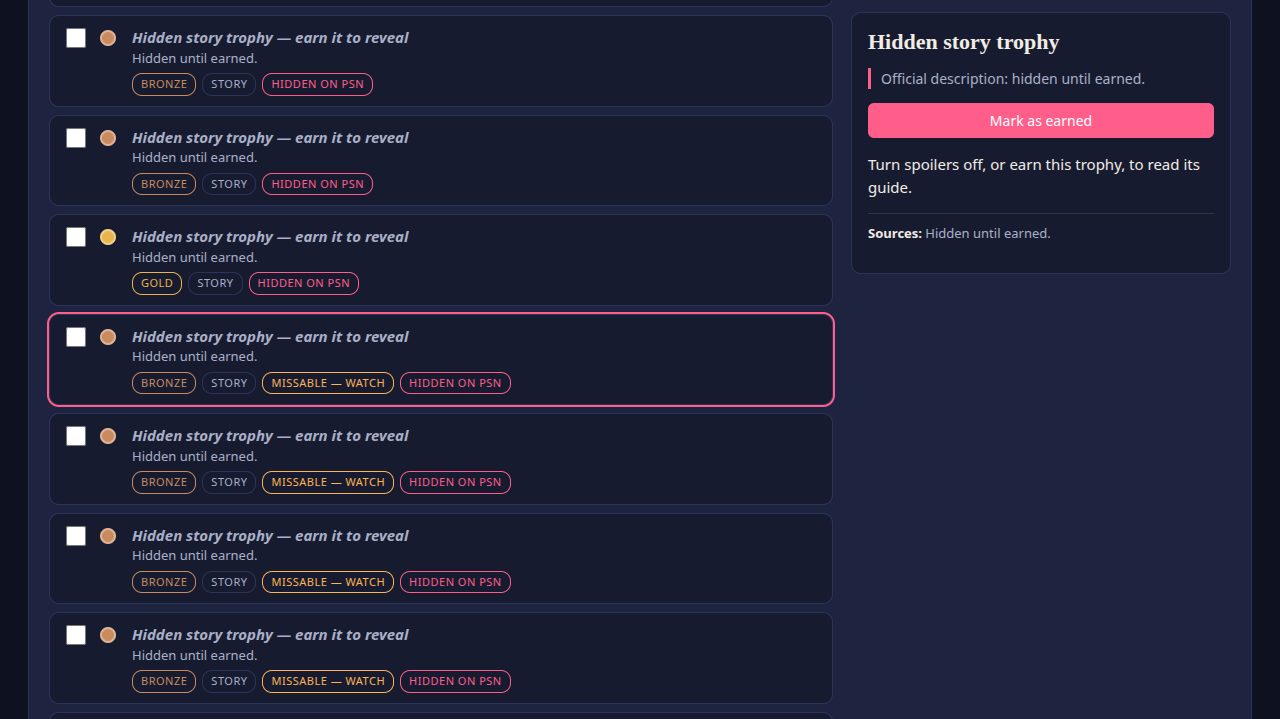 Hidden story trophy — earn it to reveal
Hidden until earned.
BRONZE STORY HIDDEN ON PSN
Hidden story trophy — earn it to reveal
Hidden until earned.
BRONZE STORY HIDDEN ON PSN
Hidden story trophy — earn it to reveal
Hidden until earned.
GOLD STORY HIDDEN ON PSN
Hidden story trophy — earn it to reveal
Hidden until earned.
BRONZE STORY MISSABLE — WATCH HIDDEN ON PSN
Hidden story trophy — earn it to reveal
Hidden until earned.
BRONZE STORY MISSABLE — WATCH HIDDEN ON PSN
Hidden story trophy — earn it to reveal
Hidden until earned.
BRONZE STORY MISSABLE — WATCH HIDDEN ON PSN
Hidden story trophy — earn it to reveal
Hidden until earned.
BRONZE STORY MISSABLE — WATCH HIDDEN ON PSN
Hidden story trophy
Official description: hidden until earned.
Mark as earned
Turn spoilers off, or earn this trophy, to read its
guide.
Sources: Hidden until earned.